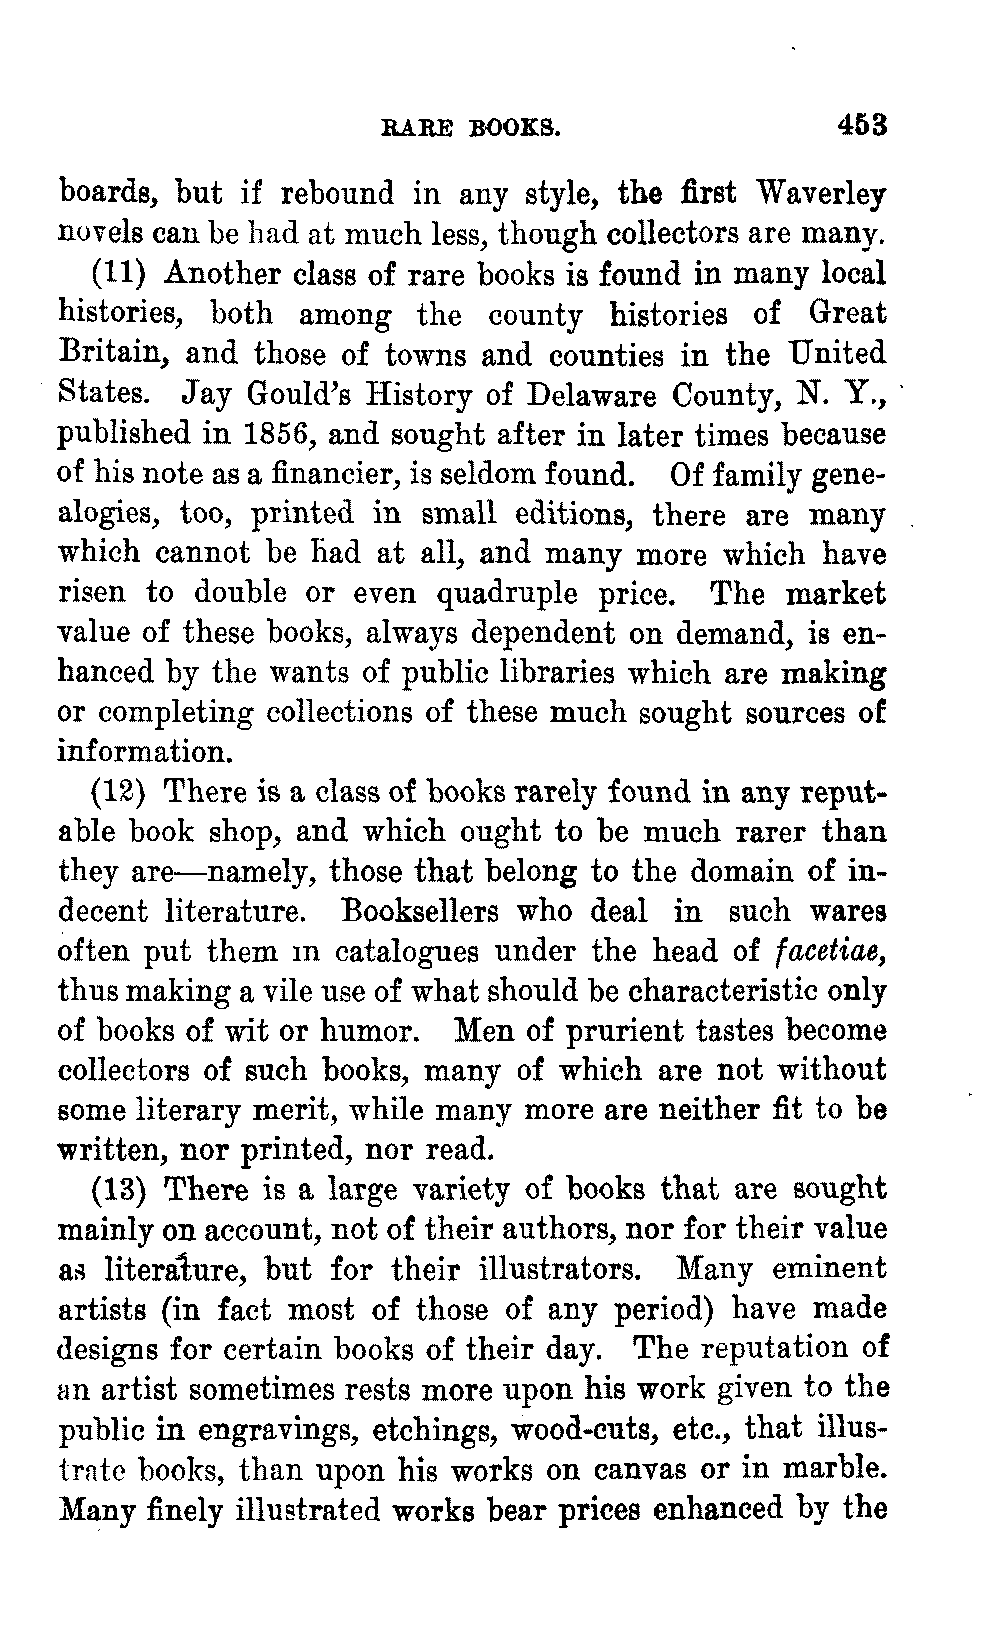 RARE BOOKS. 453
boards, but if rebound in any style, the first Waverley
novels can be had at much less, though collectors are many.
(11) Another class of rare books is found in many local
histories, both among the county histories of Great
Britain, and those of towns and counties in the United
States. Jay Gould's History of Delaware County, N. Y.,
published in 1856, and sought after in later times because
of his note as a financier, is seldom found. Of family gene-
alogies, too, printed in small editions, there are many
which cannot be had at all, and many more which have
risen to double or even quadruple price. The market
value of these books, always dependent on demand, is en-
hanced by the wants of public libraries which are making
or completing collections of these much sought sources of
information.
(12) There is a class of books rarely found in any reput-
able book shop, and which ought to be much rarer than
they are—namely, those that belong to the domain of in-
decent literature. Booksellers who deal in such wares
often put them in catalogues under the head of facetiae,
thus making a vile use of what should be characteristic only
of books of wit or humor. Men of prurient tastes become
collectors of such books, many of which are not without
some literary merit, while many more are neither fit to be
written, nor printed, nor read.
(13) There is a large variety of books that are sought
mainly on account, not of their authors, nor for their value
as literature, but for their illustrators. Many eminent
artists (in fact most of those of any period) have made
designs for certain books of their day. The reputation of
an artist sometimes rests more upon his work given to the
public in engravings, etchings, wood-cuts, etc., that illus-
trate books, than upon his works on canvas or in marble.
Many finely illustrated works bear prices enhanced by the